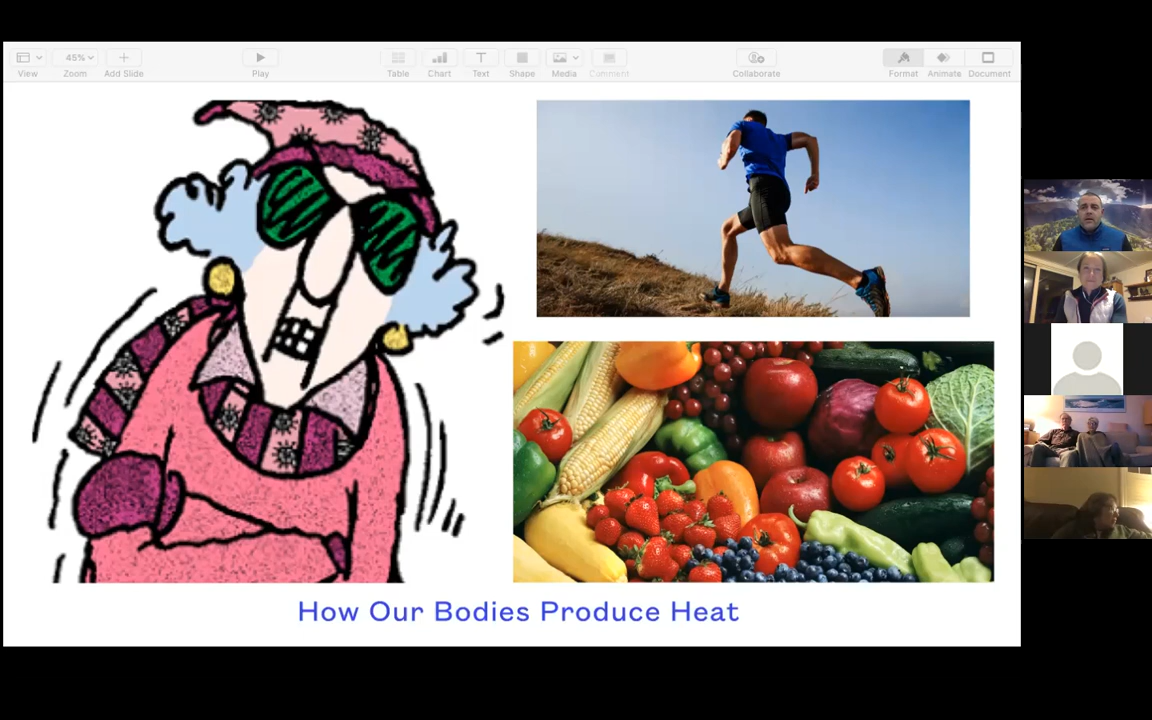 45%
View
Zoom
Add Slide
Play
Table
Chart
Text
Shape
Media
Comment
Collaborate
Format
Animate
Document
T
How Our Bodies Produce Heat